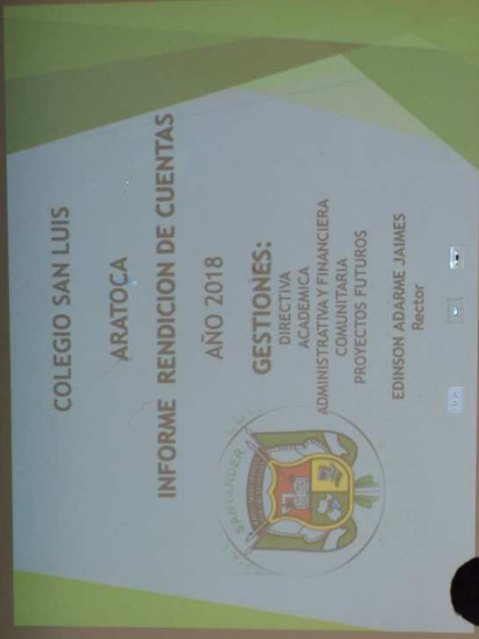 COLEGIO SAN LUIS
ARATOCA
INFORME RENDICION DE CUENTAS
AÑO 2018
GESTIONES:
DIRECTIVA
ACADEMICA
ADMINISTRATIVA Y FINANCIERA
COMUNITARIA
PROYECTOS FUTUROS
EDINSON ADARME JAIMES
Rector
SANTANDER